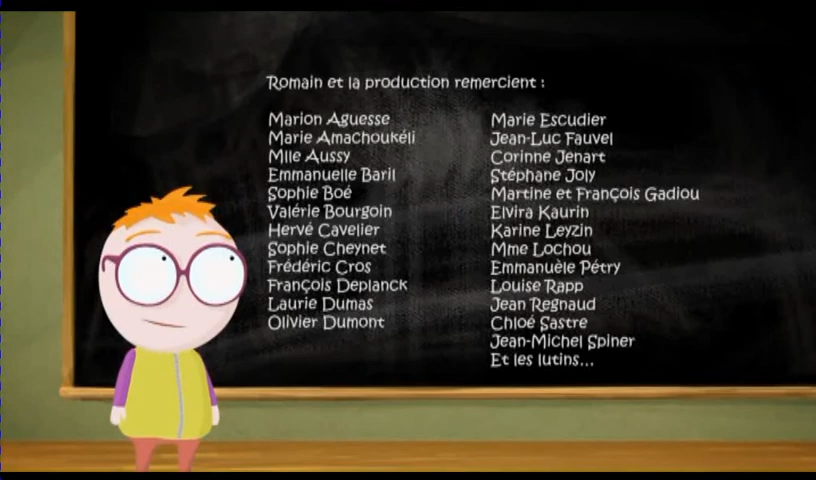 Romain et la production remercient :
Marion Aguesse
Marie Amachoukéli
Mlle Aussy
Emmanuelle Baril
Sophie Boé
Valérie Bourgoin
Hervé Cavelier
Sophie Cheynet
Frédéric Cros
François Deplanck
Laurie Dumas
Olivier Dumont
Marie Escudier
Jean-Luc Fauvel
Corinne Jenart
Stéphane Joly
Martine et François Gadiou
Elvira Kaurin
Karine Leyzin
Mme Lochou
Emmanuèle Pétry
Louise Rapp
Jean Regnaud
Chloé Sastre
Jean-Michel Spiner
Et les lutins...